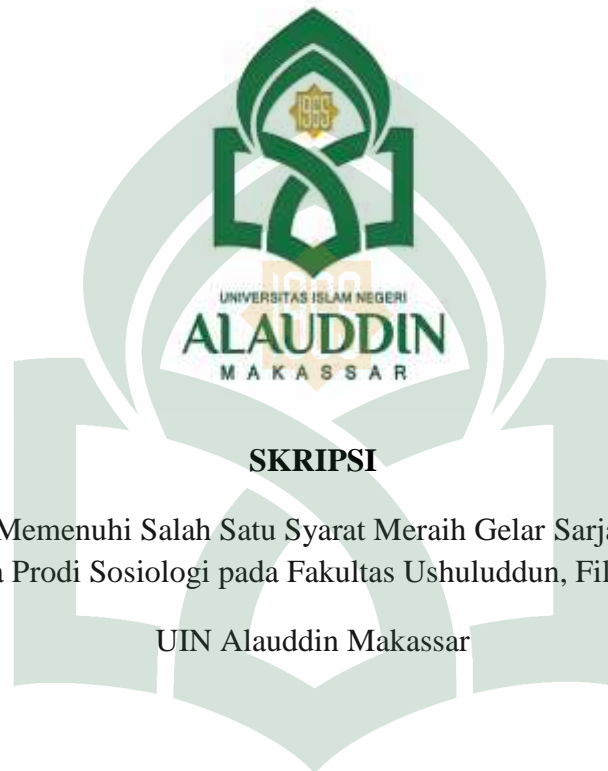 1965
UNIVERSITAS ISLAM NEGERI
ALAUDDIN
MAKASSAR
SKRIPSI
Memenuhi Salah Satu Syarat Meraih Gelar Sarja
a Prodi Sosiologi pada Fakultas Ushuluddun, Fil
UIN Alauddin Makassar